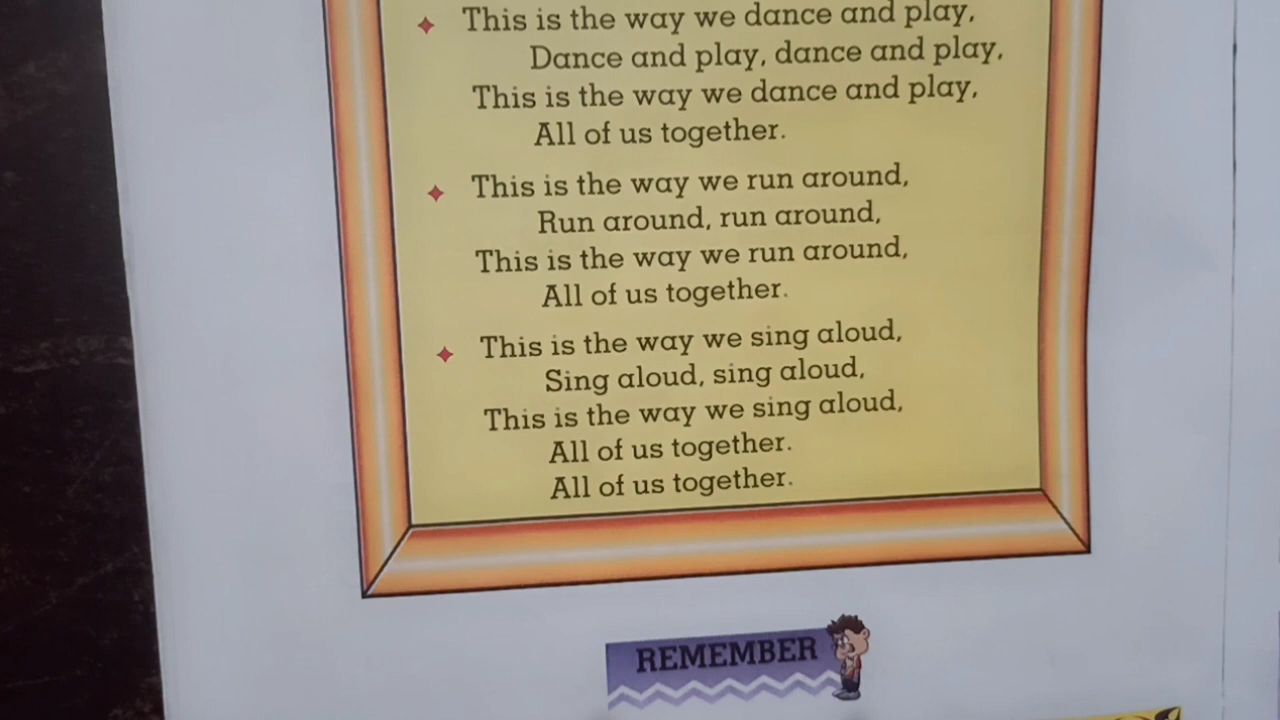 This is the way we dance and play,
Dance and play, dance and play,
This is the way we dance and play,
All of us together.
This is the way we run around,
Run around, run around,
This is the way we run around,
All of us together.
This is the way we sing aloud,
Sing aloud, sing aloud,
This is the way we sing aloud,
All of us together.
All of us together.
REMEMBER